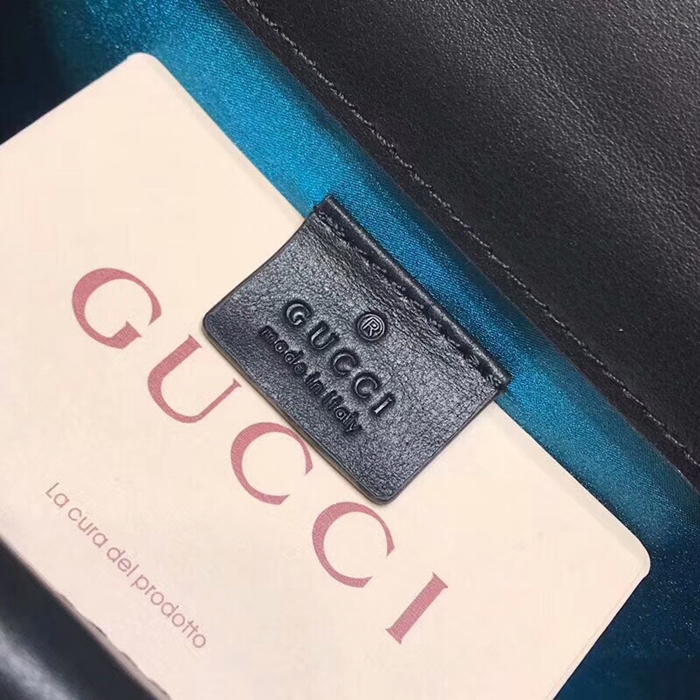 ®
GUCCI
made in italy
GUCCI
La cura del prodotto